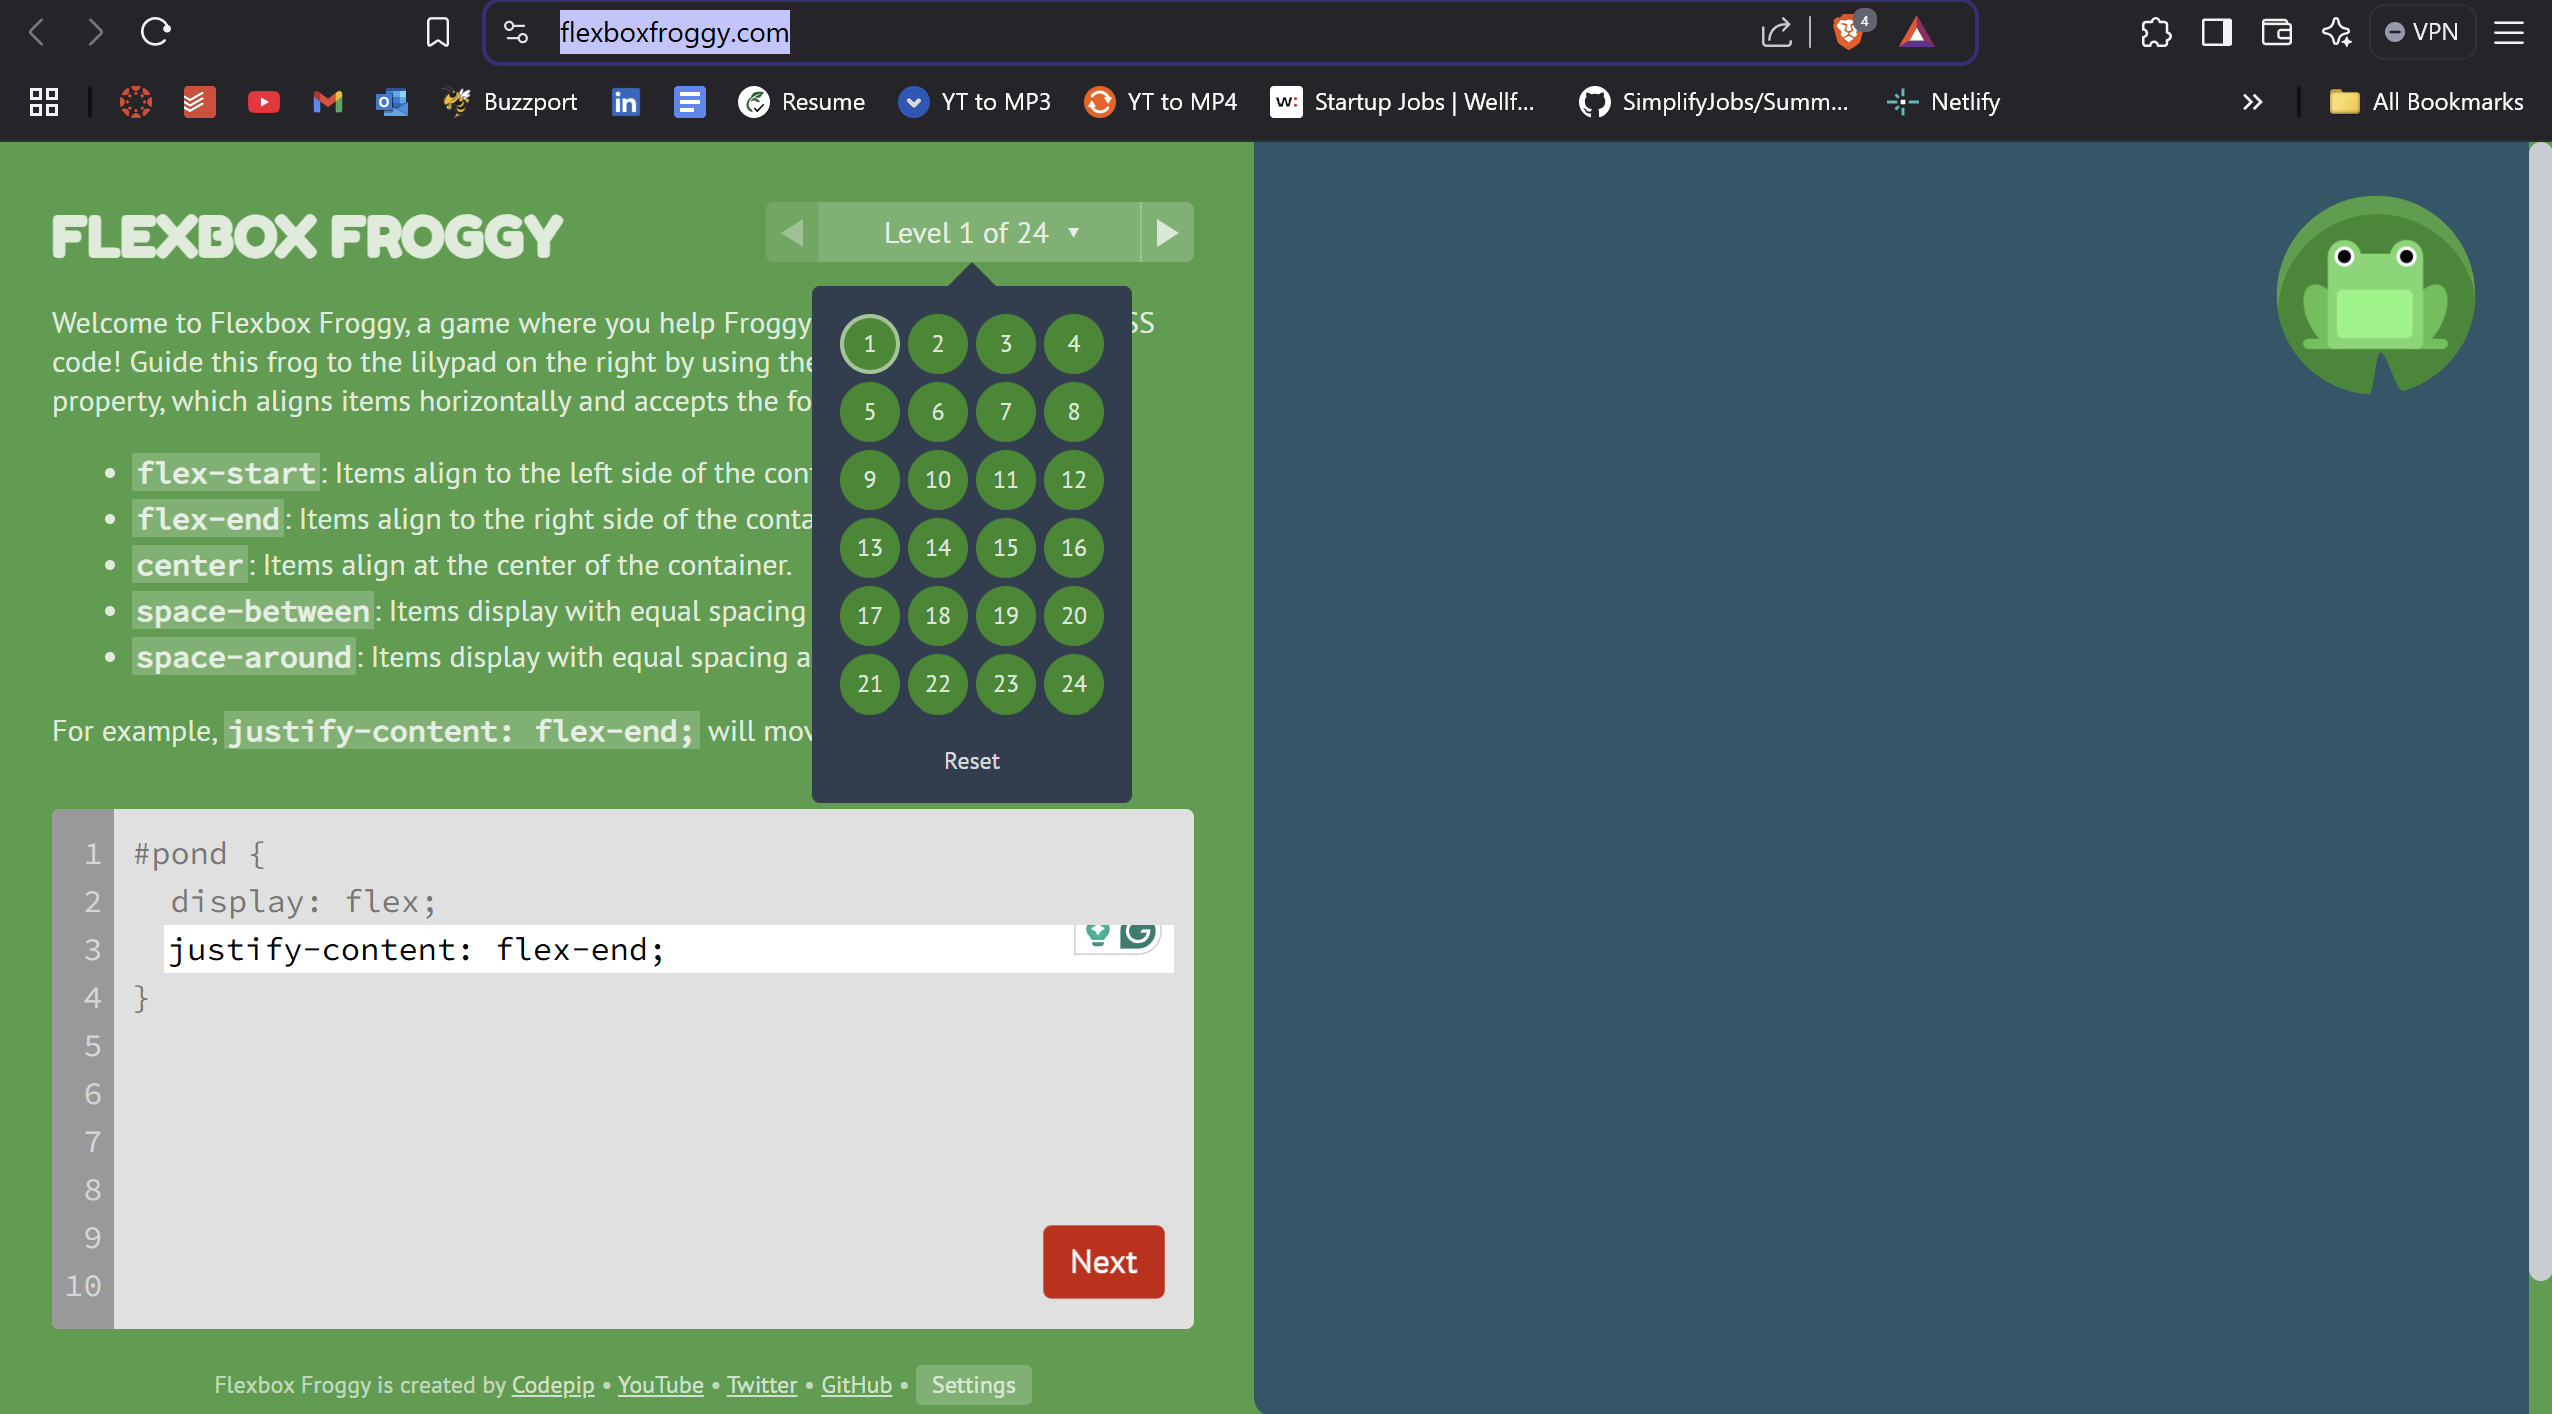 flexboxfroggy.com
4
VPN
Buzzport
in
Resume
YT to MP3
YT to MP4
w:
Startup Jobs | Wellf...
SimplifyJobs/Summ...
Netlify
All Bookmarks
FLEXBOX FROGGY
Level 1 of 24 ▼
Welcome to Flexbox Froggy, a game where you help Froggy SS
code! Guide this frog to the lilypad on the right by using the
property, which aligns items horizontally and accepts the fo
• flex-start: Items align to the left side of the con
• flex-end: Items align to the right side of the conta
• center: Items align at the center of the container.
• space-between: Items display with equal spacing
• space-around: Items display with equal spacing a
For example, justify-content: flex-end; will mov
1 2 3 4
5 6 7 8
9 10 11 12
13 14 15 16
17 18 19 20
21 22 23 24
Reset
1 #pond {
2 display: flex;
3 justify-content: flex-end;
4 }
5
6
7
8
9
10
Next
Flexbox Froggy is created by Codepip • YouTube • Twitter • GitHub • Settings